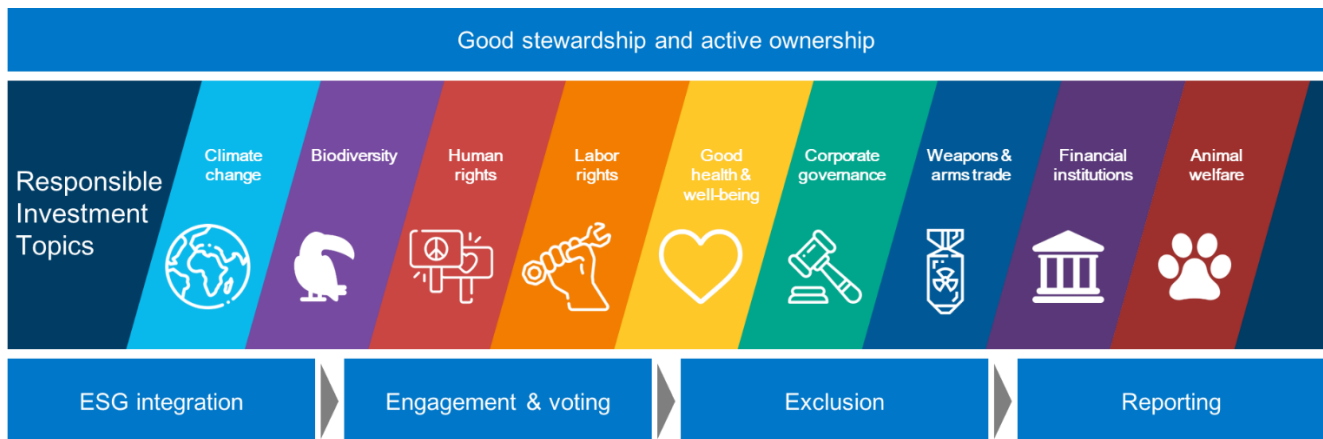 Good stewardship and active ownership
Responsible
Investment
Topics
Climate
change
Biodiversity
Human
rights
Labor
rights
Good
health &
well-being
Corporate
governance
Weapons &
arms trade
Financial
institutions
Animal
welfare
ESG integration
Engagement & voting
Exclusion
Reporting